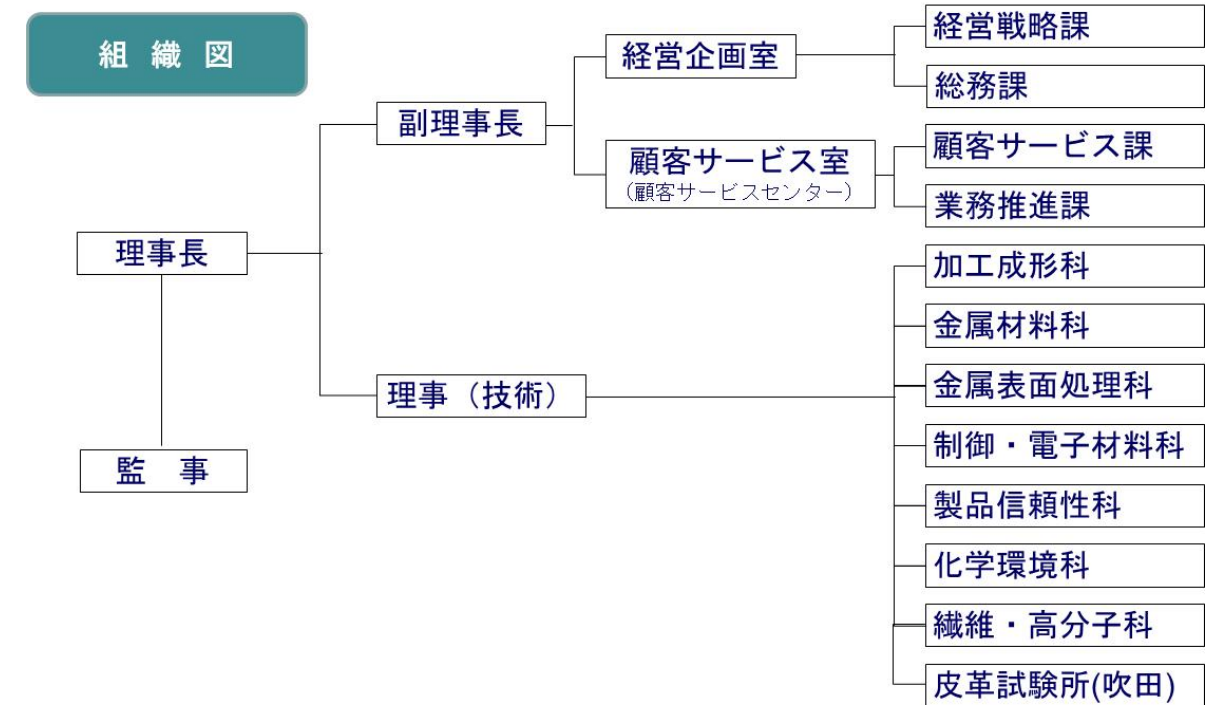 組 織 図
理事長
監 事
副理事長
理事（技術）
経営企画室
顧客サービス室
（顧客サービスセンター）
経営戦略課
総務課
顧客サービス課
業務推進課
加工成形科
金属材料科
金属表面処理科
制御・電子材料科
製品信頼性科
化学環境科
繊維・高分子科
皮革試験所(吹田)